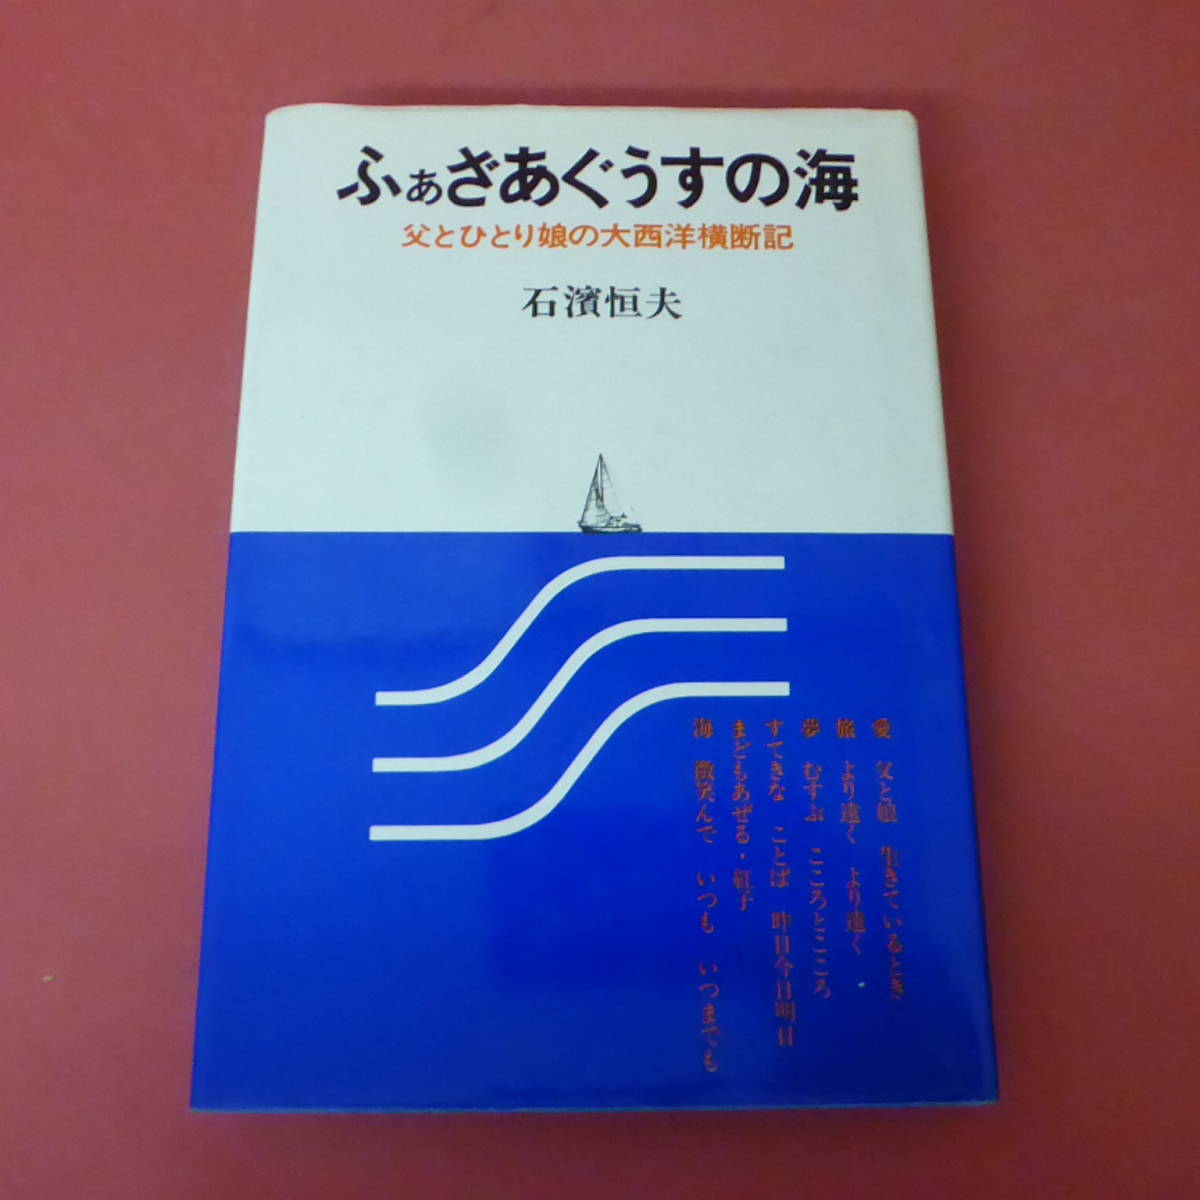 ふぁざあぐうすの海
父とひとり娘の大西洋横断記
石濱恒夫
愛 父と娘 生きているとき
旅 より遠く より遠く
夢 むすぶ こころとこころ
すてきな ことば 昨日今日明日
まどもあぜる・紅子
海 微笑んで いつも いつまでも